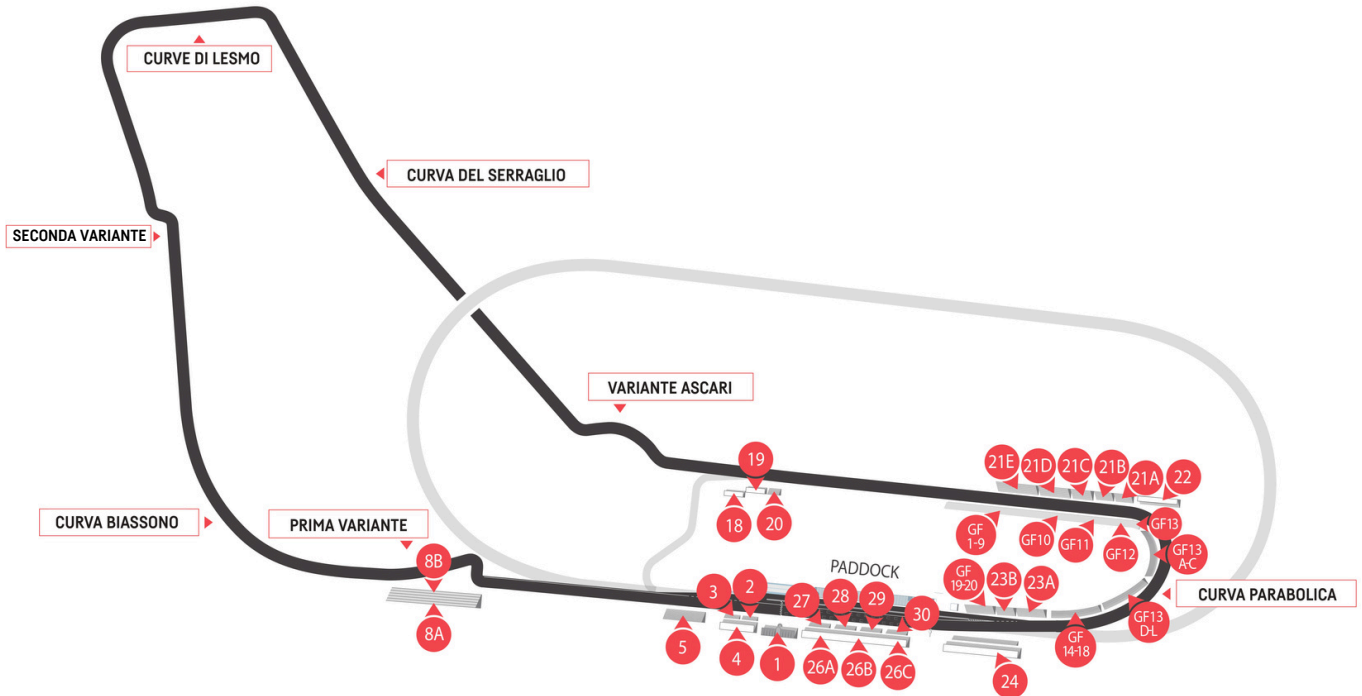 CURVE DI LESMO
CURVA DEL SERRAGLIO
SECONDA VARIANTE
VARIANTE ASCARI
19
21E
21D
21C
21B
21A
22
18
20
CURVA BIASSONO
PRIMA VARIANTE
GF
1-9
GF10
GF11
GF12
GF13
GF13
A-C
8B
PADDOCK
GF
19-20
23B
23A
3
2
27
28
29
30
CURVA PARABOLICA
8A
5
4
1
26A
26B
26C
GF
14-18
GF13
D-L
24